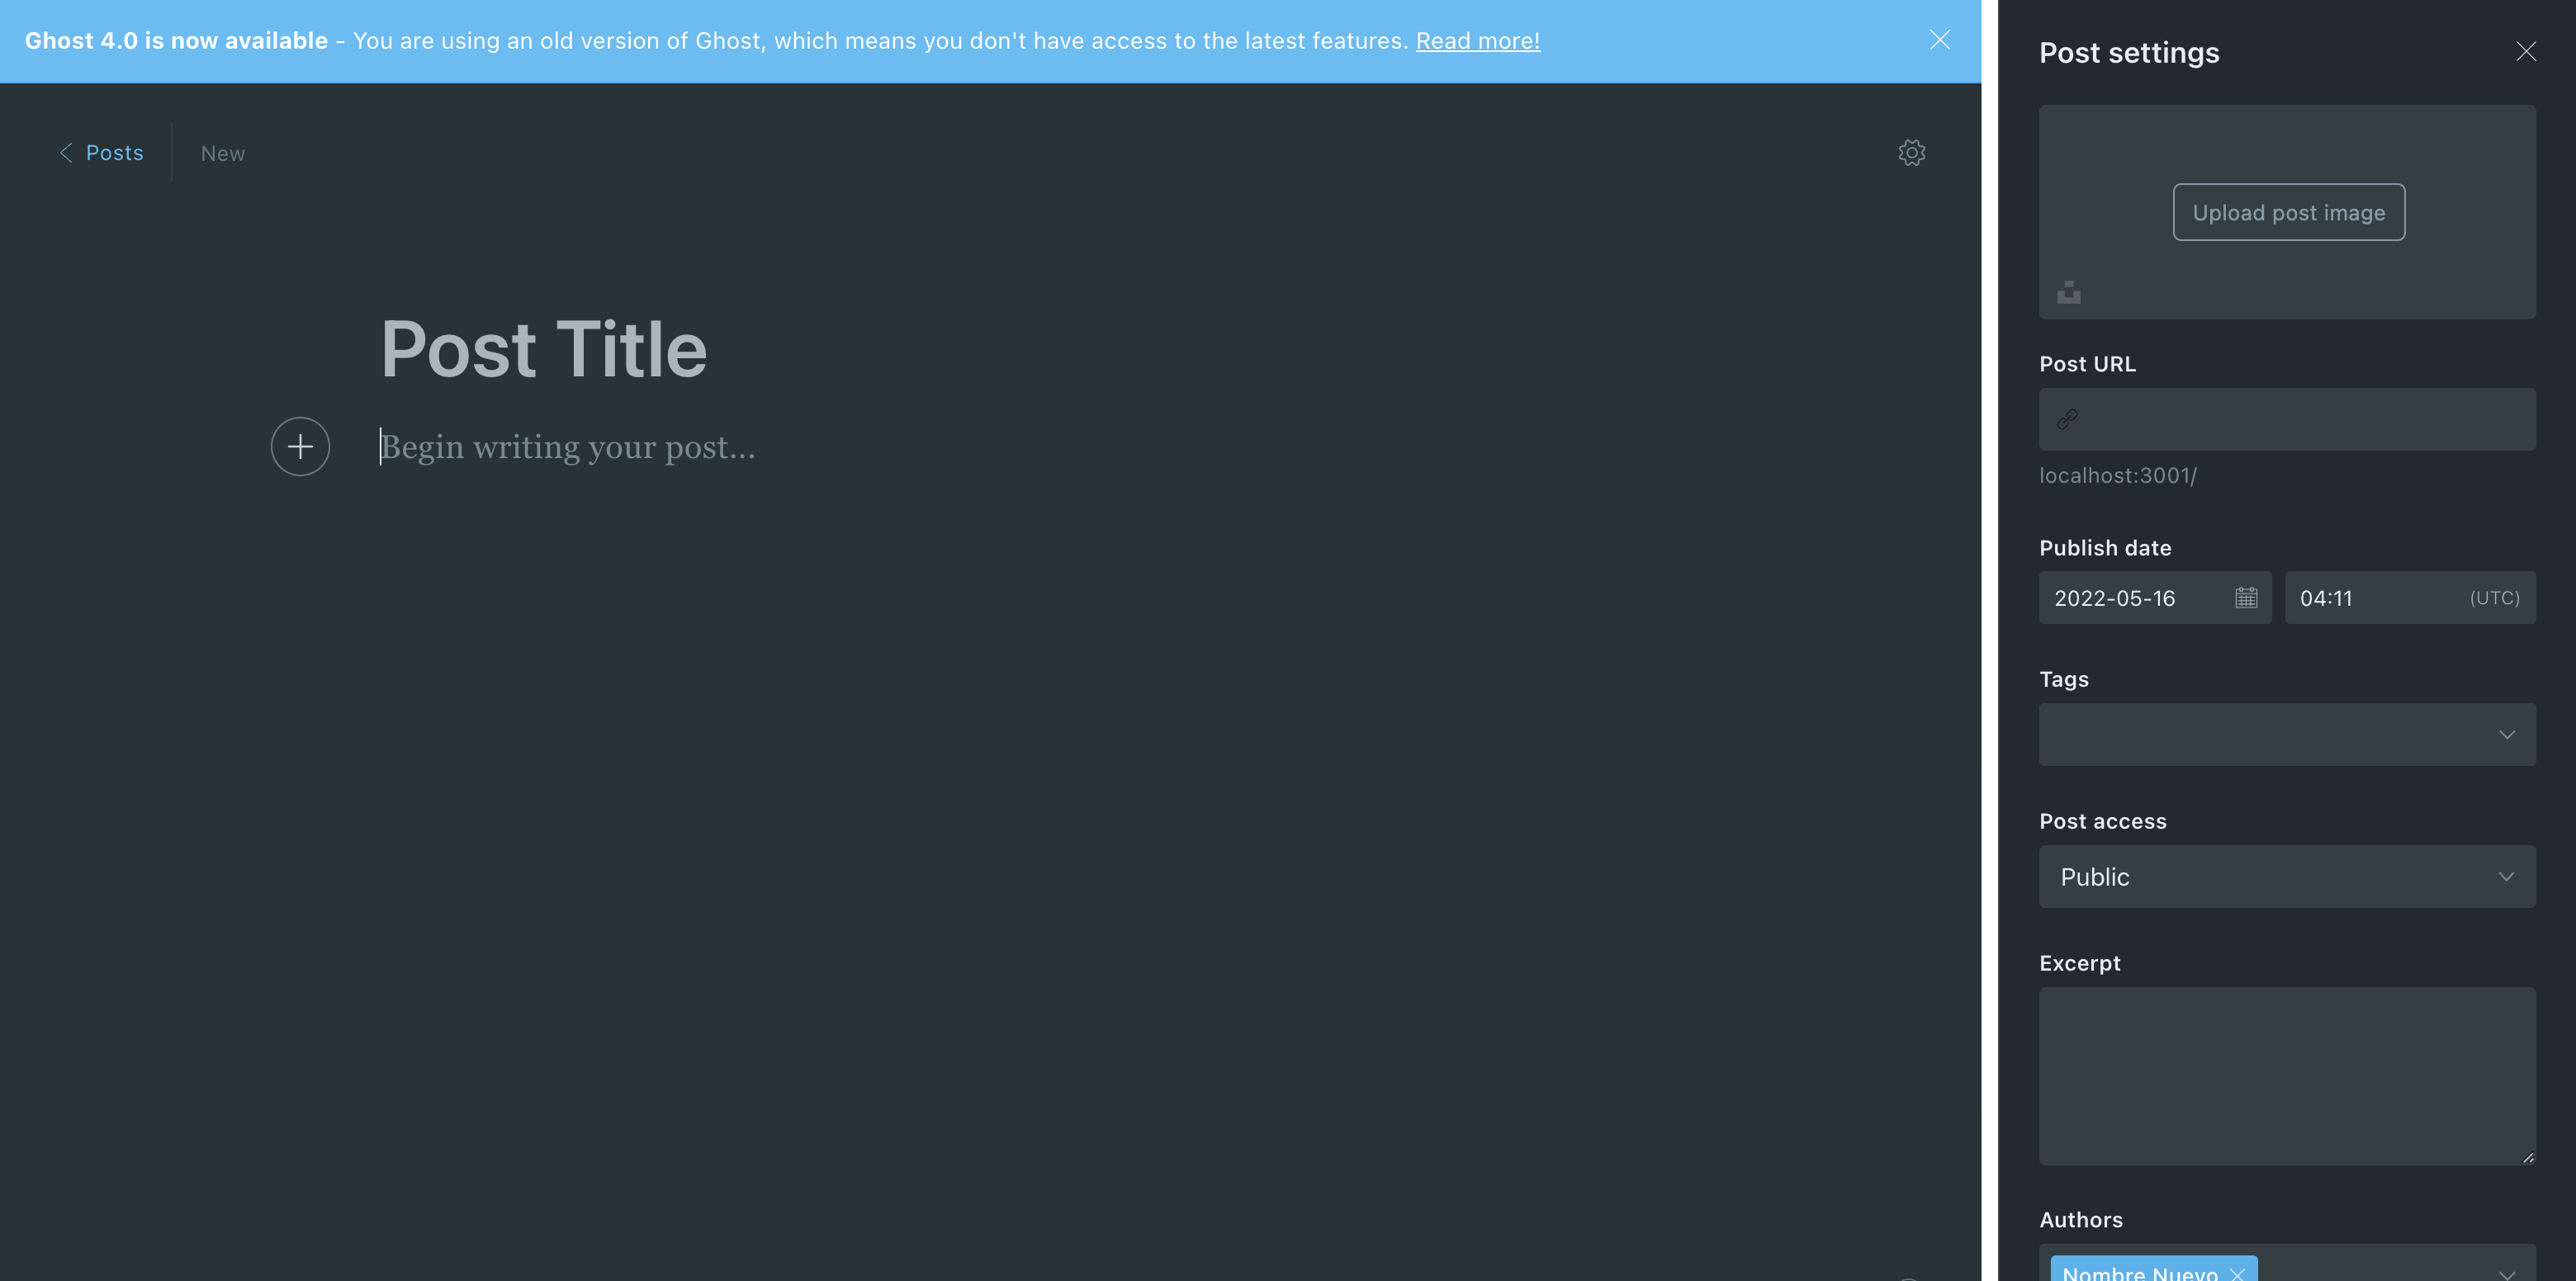 Ghost 4.0 is now available - You are using an old version of Ghost, which means you don't have access to the latest features. Read more!
Posts
New
Post Title
Begin writing your post...
Post settings
Upload post image
Post URL
localhost:3001/
Publish date
2022-05-16
04:11 (UTC)
Tags
Post access
Public
Excerpt
Authors
Nombre Nuevo